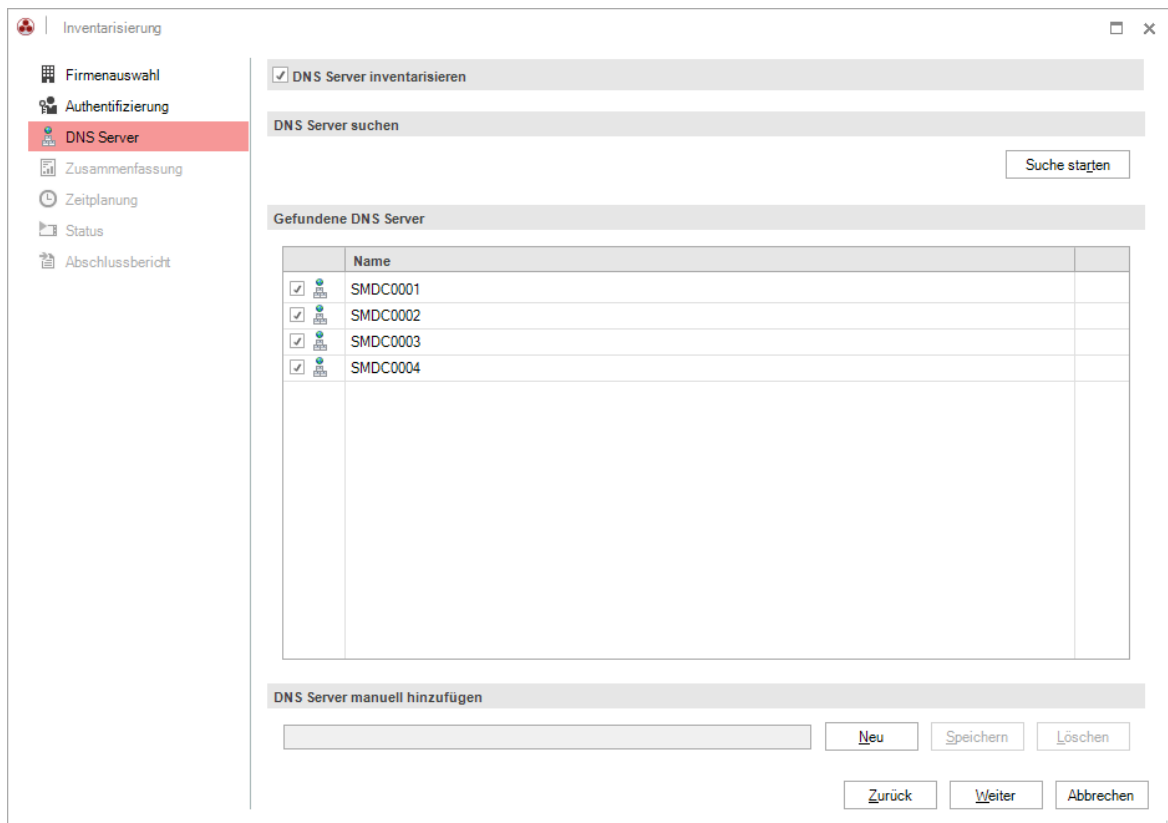 Inventarisierung
Firmenauswahl
Authentifizierung
DNS Server
Zusammenfassung
Zeitplanung
Status
Abschlussbericht
DNS Server inventarisieren
DNS Server suchen
Suche starten
Gefundene DNS Server
Name
SMDC0001
SMDC0002
SMDC0003
SMDC0004
DNS Server manuell hinzufügen
Neu Speichern Löschen
Zurück Weiter Abbrechen